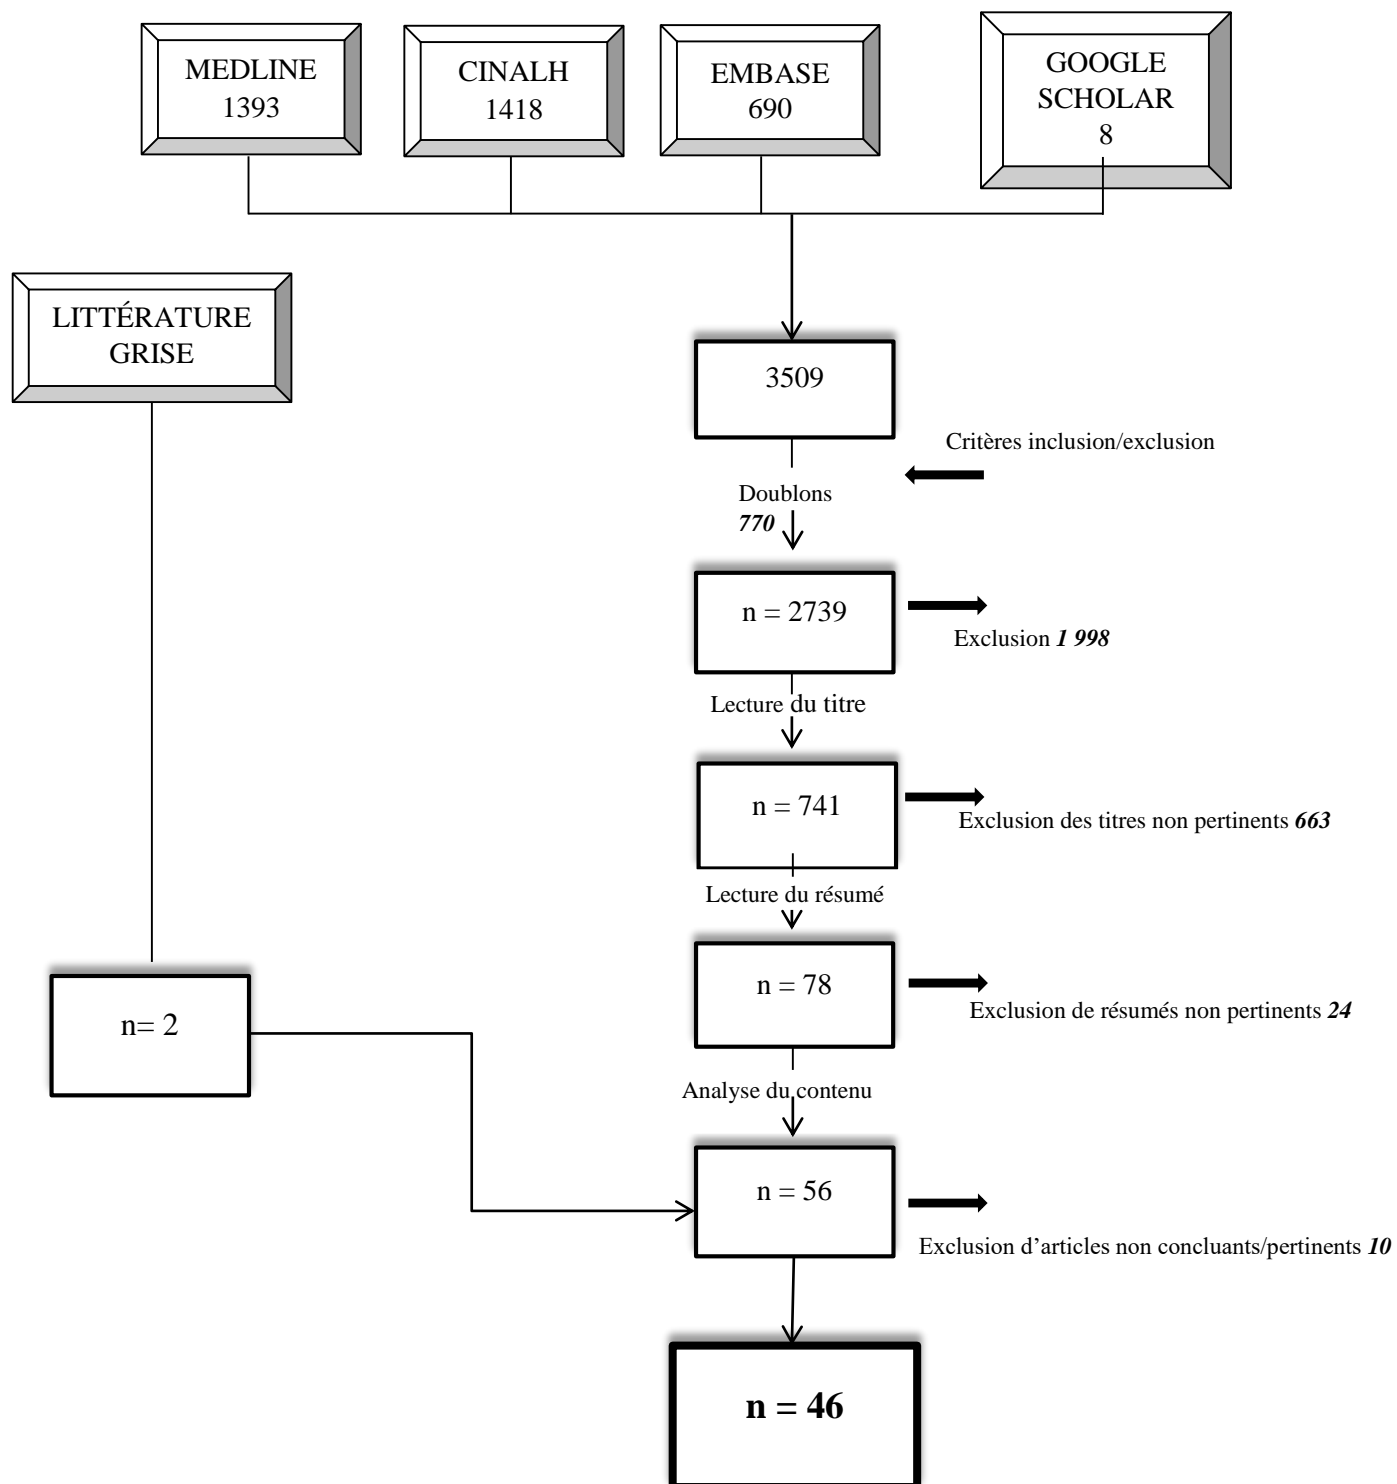 MEDLINE
1393
CINALH
1418
EMBASE
690
GOOGLE
SCHOLAR
8
LITTÉRATURE
GRISE
3509
Critères inclusion/exclusion
Doublons
770
n = 2739
Exclusion 1 998
Lecture du titre
n = 741
Exclusion des titres non pertinents 663
Lecture du résumé
n = 78
Exclusion de résumés non pertinents 24
n= 2
Analyse du contenu
n = 56
Exclusion d’articles non concluants/pertinents 10
n = 46